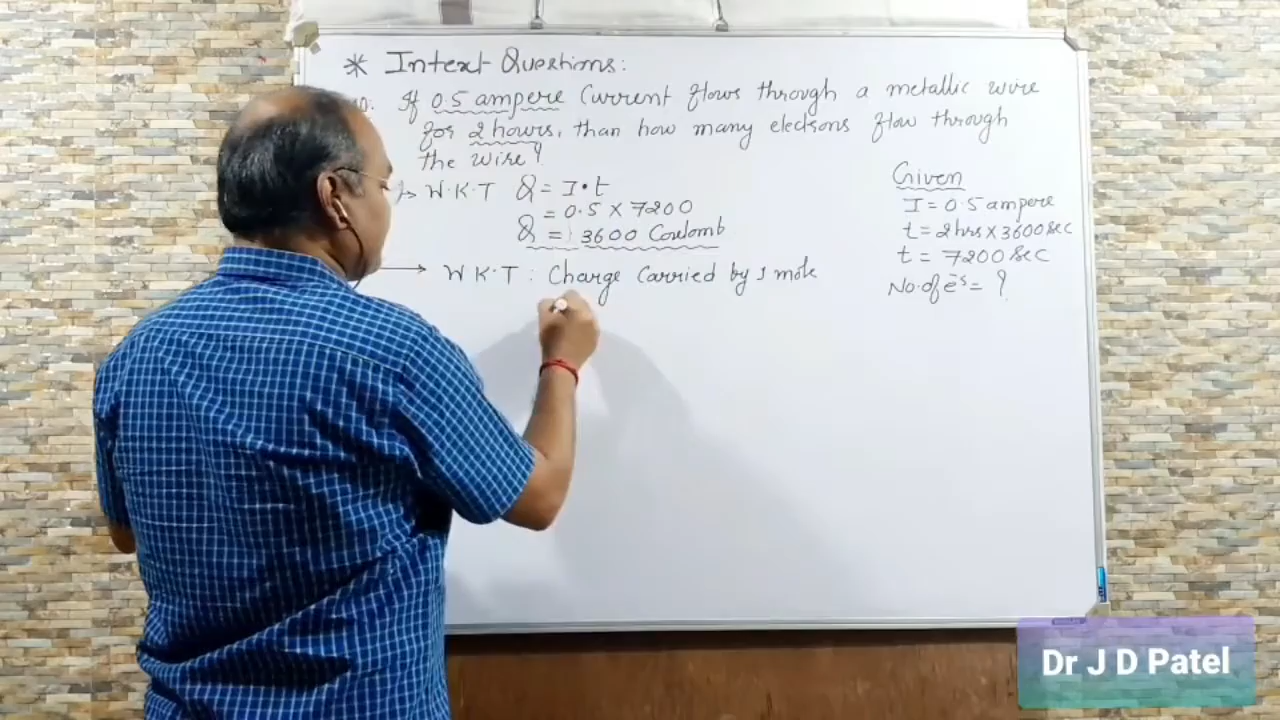 * Intext Questions:
10. If 0.5 ampere Current flows through a metallic wire
for 2 hours, than how many electrons flow through
the wire?
W.K.T Q = I • t
= 0.5 X 7200
Q = 3600 Coulomb
→ W K.T : Charge Carried by 1 mole
Given
I = 0.5 ampere
t = 2 hrs X 3600 Sec
t = 7200 Sec
No. of e⁻s = ?
Dr J D Patel